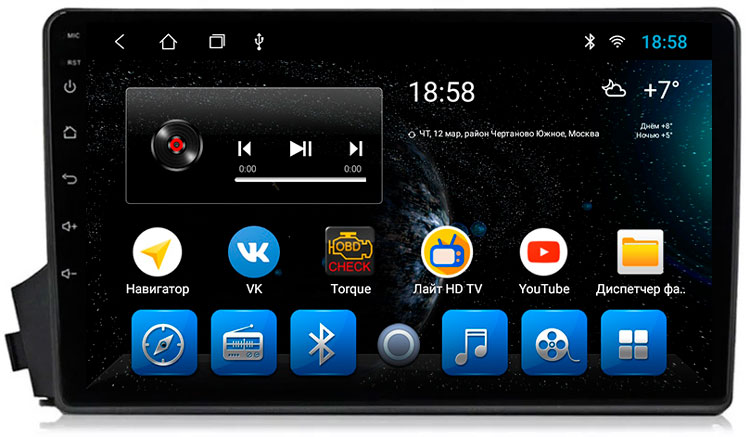 MIC
18:58
RST
18:58
+7°
ЧТ, 12 мар, район Чертаново Южное, Москва
Днём +8°
Ночью +5°
0:00
0:00
OBD
CHECK
Навигатор
VK
Torque
Лайт HD TV
YouTube
Диспетчер фа..